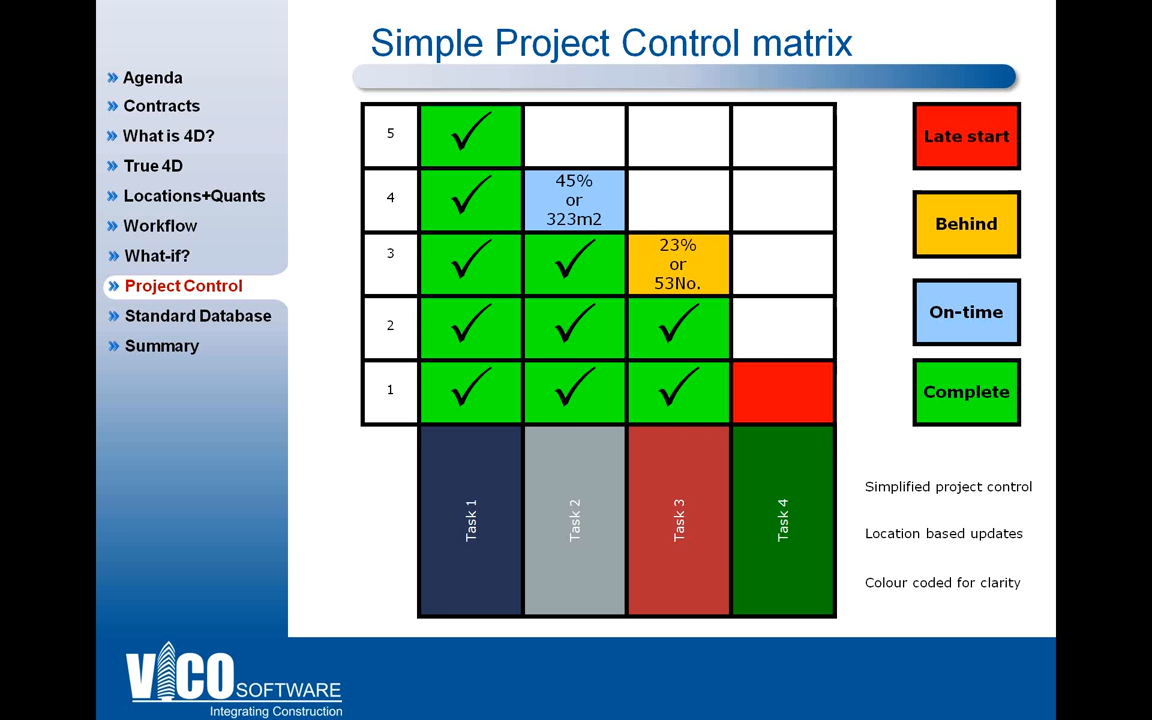 Simple Project Control matrix
» Agenda
» Contracts
» What is 4D?
» True 4D
» Locations+Quants
» Workflow
» What-if?
» Project Control
» Standard Database
» Summary
5
4
45%
or
323m2
3
23%
or
53No.
2
1
Task 1
Task 2
Task 3
Task 4
Late start
Behind
On-time
Complete
Simplified project control
Location based updates
Colour coded for clarity
VICO SOFTWARE
Integrating Construction